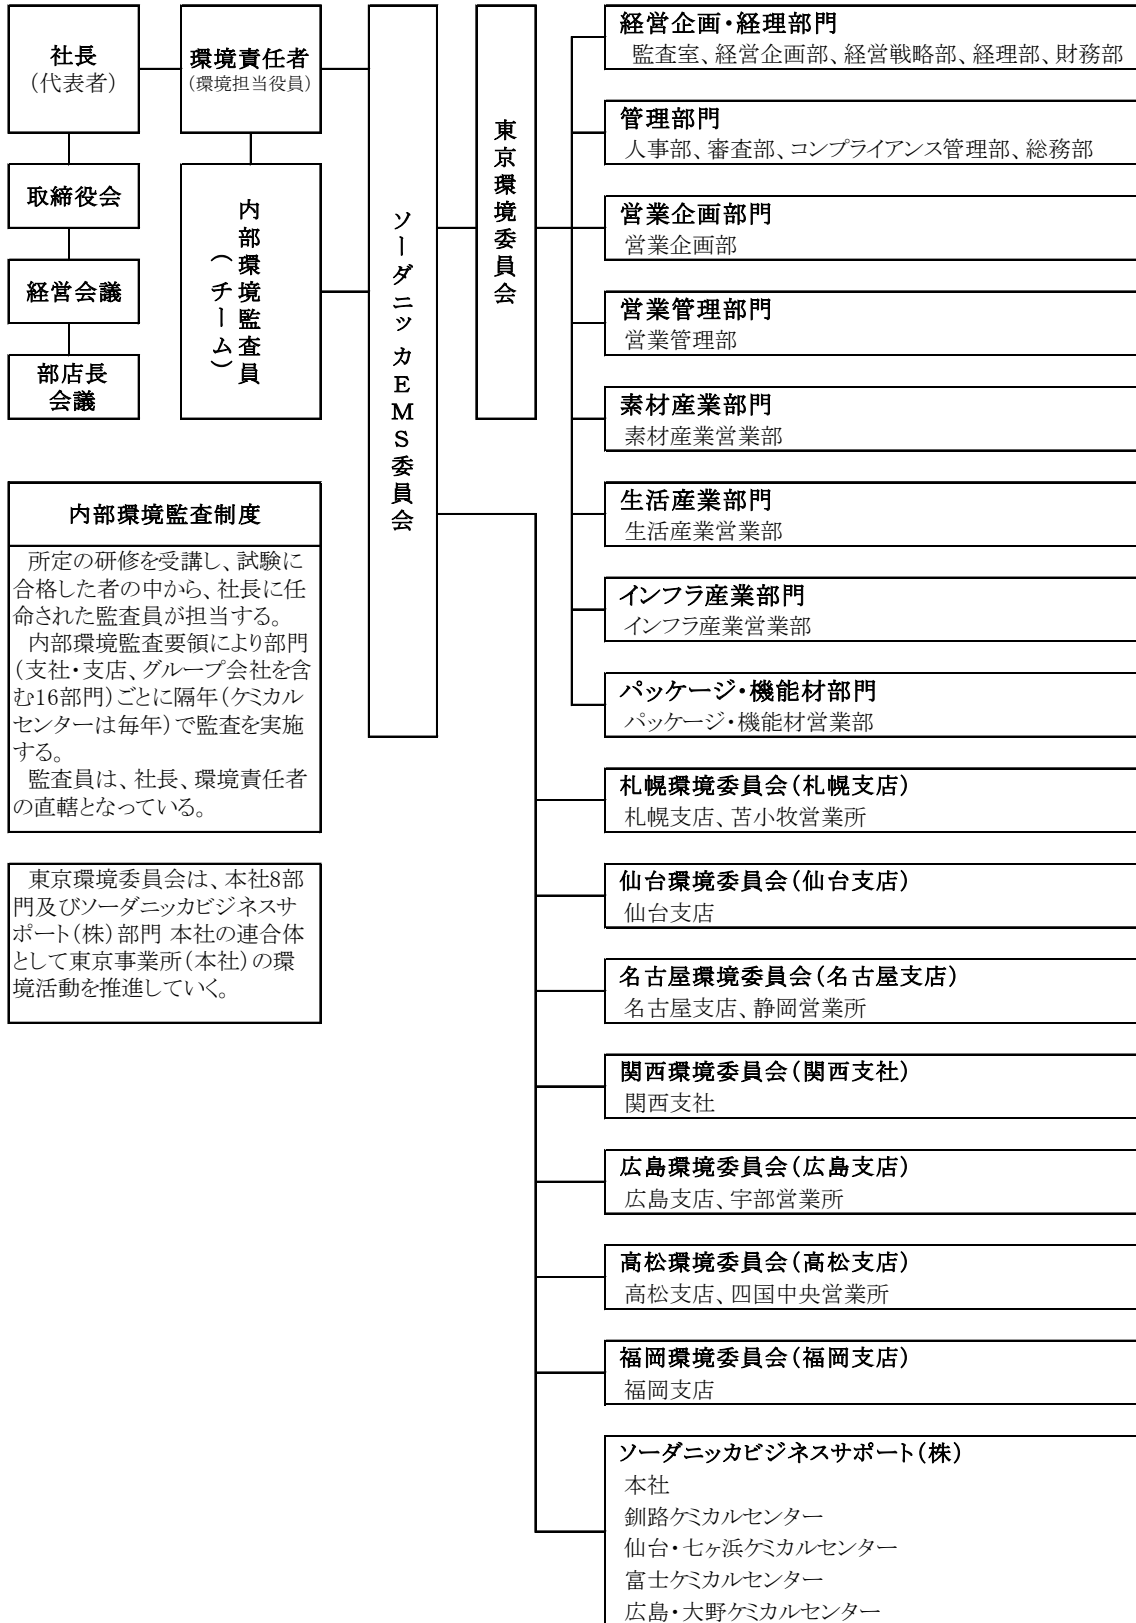 社長
（代表者）
環境責任者
（環境担当役員）
取締役会
経営会議
部店長
会議
内部環境監査員
（チーム）
ソーダニッカEMS委員会
東京環境委員会
経営企画・経理部門
監査室、経営企画部、経営戦略部、経理部、財務部
管理部門
人事部、審査部、コンプライアンス管理部、総務部
営業企画部門
営業企画部
営業管理部門
営業管理部
素材産業部門
素材産業営業部
生活産業部門
生活産業営業部
インフラ産業部門
インフラ産業営業部
パッケージ・機能材部門
パッケージ・機能材営業部
札幌環境委員会（札幌支店）
札幌支店、苫小牧営業所
仙台環境委員会（仙台支店）
仙台支店
名古屋環境委員会（名古屋支店）
名古屋支店、静岡営業所
関西環境委員会（関西支社）
関西支社
広島環境委員会（広島支店）
広島支店、宇部営業所
高松環境委員会（高松支店）
高松支店、四国中央営業所
福岡環境委員会（福岡支店）
福岡支店
ソーダニッカビジネスサポート（株）
本社
釧路ケミカルセンター
仙台・七ヶ浜ケミカルセンター
富士ケミカルセンター
広島・大野ケミカルセンター
内部環境監査制度
所定の研修を受講し、試験に
合格した者の中から、社長に任
命された監査員が担当する。
内部環境監査要領により部門
（支社・支店、グループ会社を含
む16部門）ごとに隔年（ケミカル
センターは毎年）で監査を実施
する。
監査員は、社長、環境責任者
の直轄となっている。
東京環境委員会は、本社8部
門及びソーダニッカビジネスサ
ポート（株）部門 本社の連合体
として東京事業所（本社）の環
境活動を推進していく。